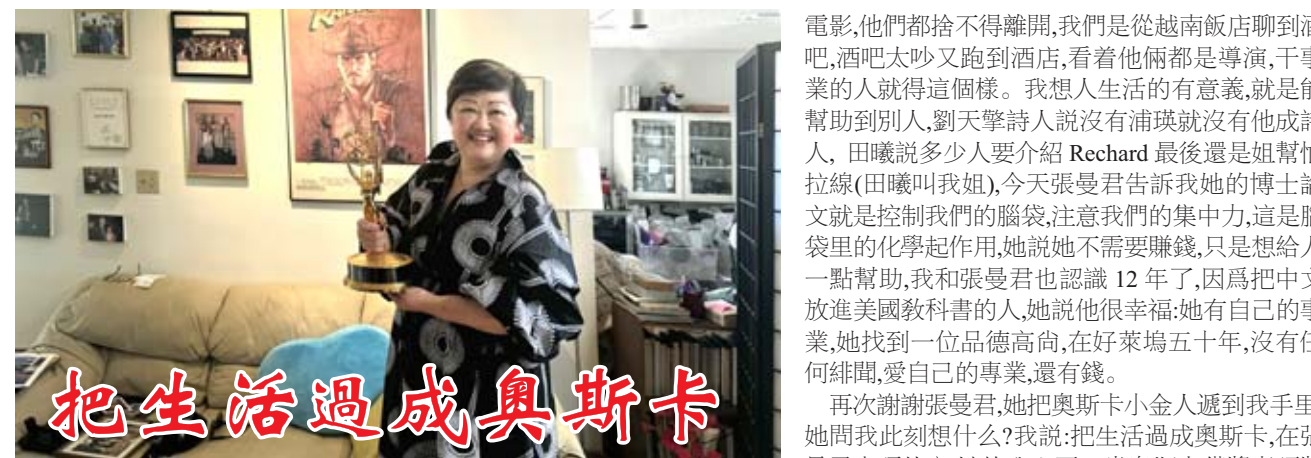 把生活過成奧斯卡
電影,他們都捨不得離開,我們是從越南飯店聊到酒
吧,酒吧太吵又跑到酒店,看着他倆都是導演,干事
業的人就得這個樣。我想人生活的有意義,就是能
幫助到別人,劉天擎詩人説沒有浦瑛就沒有他成詩
人, 田曦説多少人要介紹 Rechard 最後還是姐幫忙
拉線(田曦叫我姐),今天張曼君告訴我她的博士論
文就是控制我們的腦袋,注意我們的集中力,這是腦
袋里的化學起作用,她説她不需要賺錢,只是想給人
一點幫助,我和張曼君也認識 12 年了,因爲把中文
放進美國教科書的人,她説他很幸福:她有自己的事
業,她找到一位品德高尙,在好萊塢五十年,沒有任
何緋聞,愛自己的專業,還有錢。
再次謝謝張曼君,她把奧斯卡小金人遞到我手里
她問我此刻想什么?我説:把生活過成奧斯卡,在張